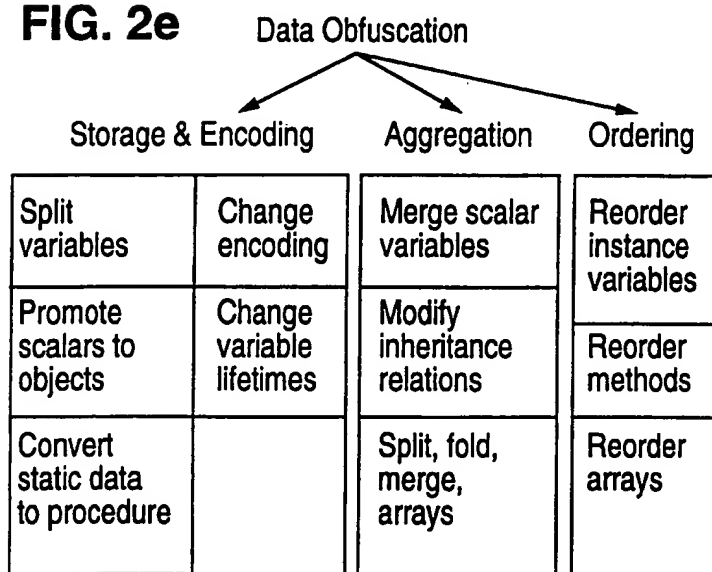 FIG. 2e
Data Obfuscation
Storage & Encoding
Aggregation
Ordering
Split
variables
Change
encoding
Merge scalar
variables
Reorder
instance
variables
Promote
scalars to
objects
Change
variable
lifetimes
Modify
inheritance
relations
Reorder
methods
Convert
static data
to procedure
Split, fold,
merge,
arrays
Reorder
arrays